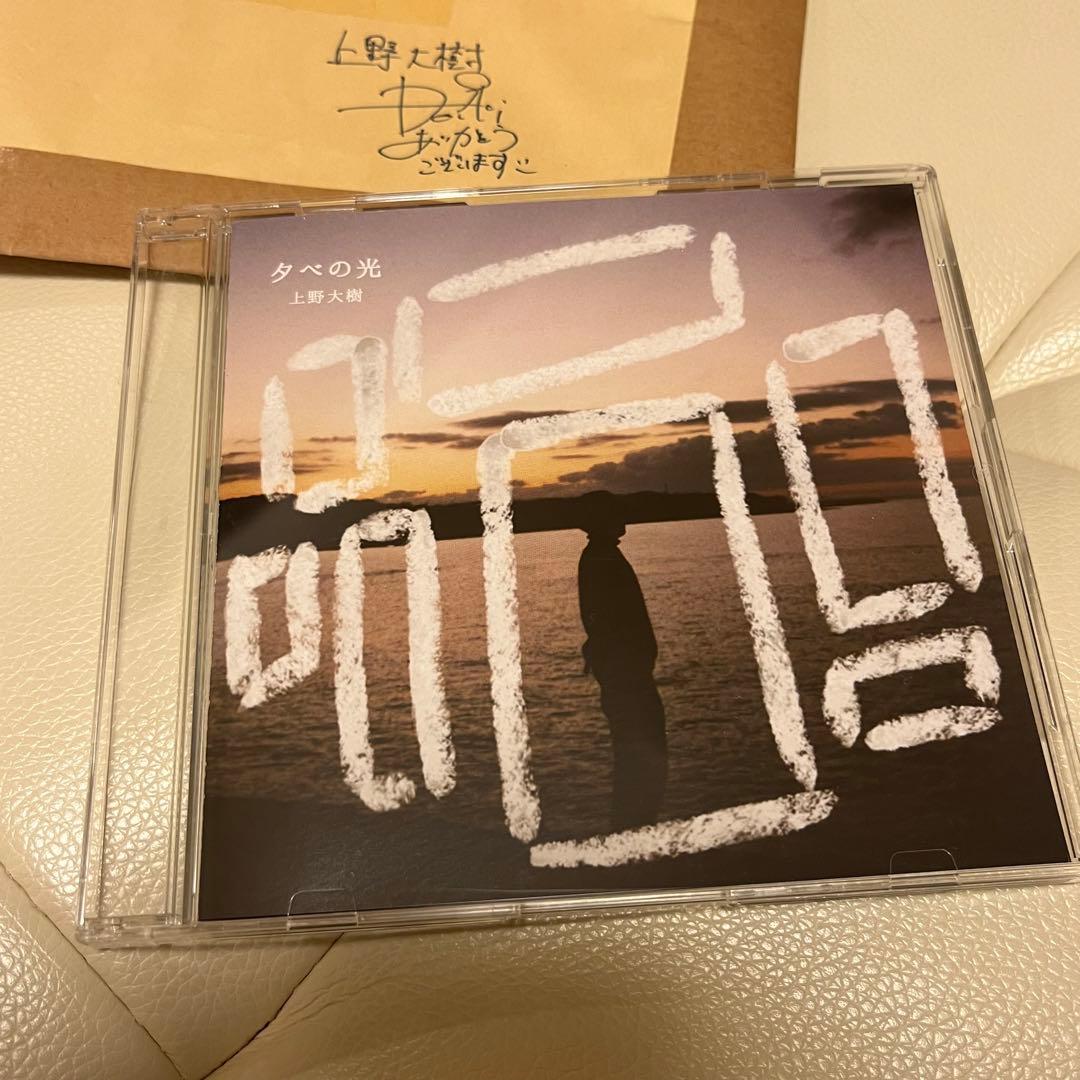 上野大樹
Daiki
ありがとう
ございます
夕べの光
上野大樹